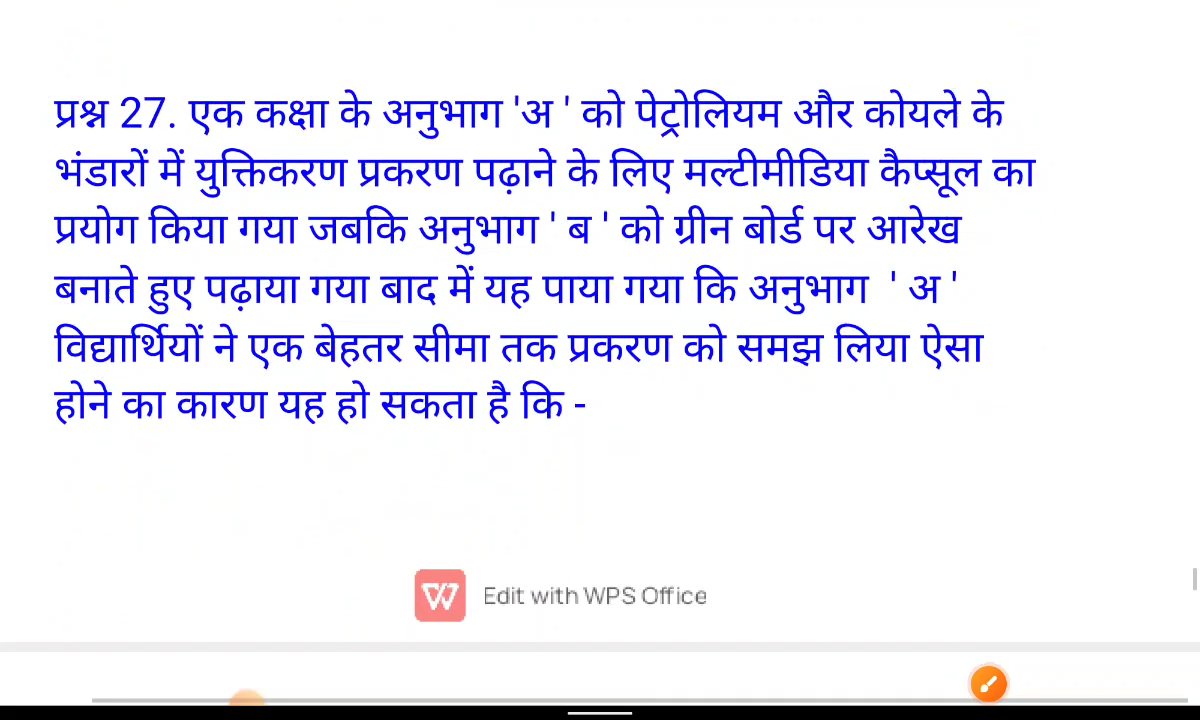 प्रश्न 27. एक कक्षा के अनुभाग 'अ ' को पेट्रोलियम और कोयले के
भंडारों में युक्तिकरण प्रकरण पढ़ाने के लिए मल्टीमीडिया कैप्सूल का
प्रयोग किया गया जबकि अनुभाग ' ब ' को ग्रीन बोर्ड पर आरेख
बनाते हुए पढ़ाया गया बाद में यह पाया गया कि अनुभाग ' अ '
विद्यार्थियों ने एक बेहतर सीमा तक प्रकरण को समझ लिया ऐसा
होने का कारण यह हो सकता है कि -
Edit with WPS Office